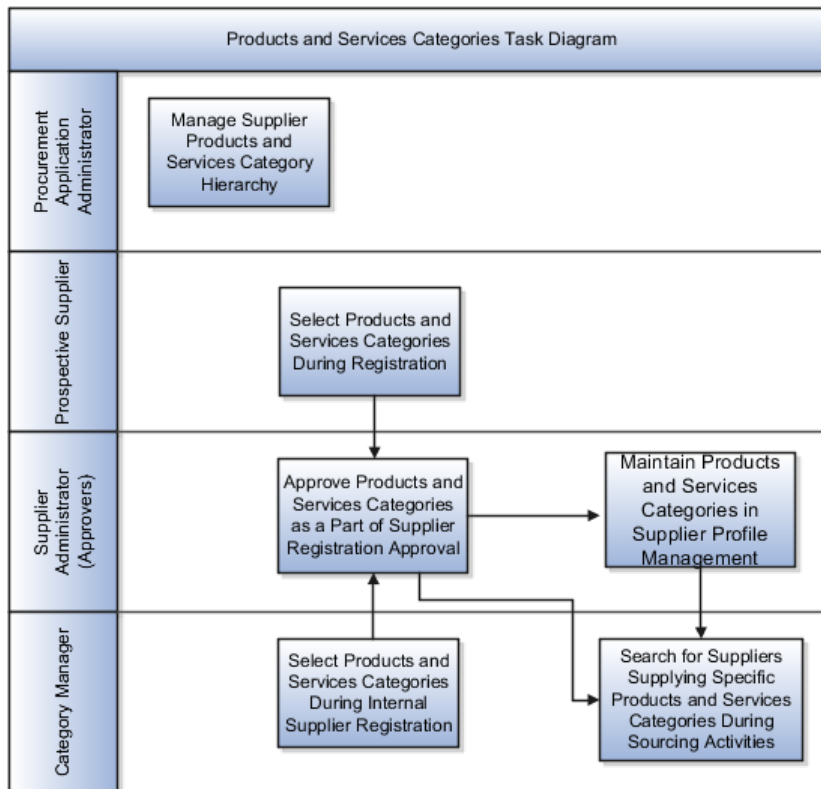 Products and Services Categories Task Diagram
Procurement
Application
Administrator
Manage Supplier
Products and
Services Category
Hierarchy
Prospective Supplier
Select Products and
Services Categories
During Registration
Supplier
Administrator
(Approvers)
Approve Products and
Services Categories
as a Part of Supplier
Registration Approval
Maintain Products
and Services
Categories in
Supplier Profile
Management
Category Manager
Select Products and
Services Categories
During Internal
Supplier Registration
Search for Suppliers
Supplying Specific
Products and Services
Categories During
Sourcing Activities